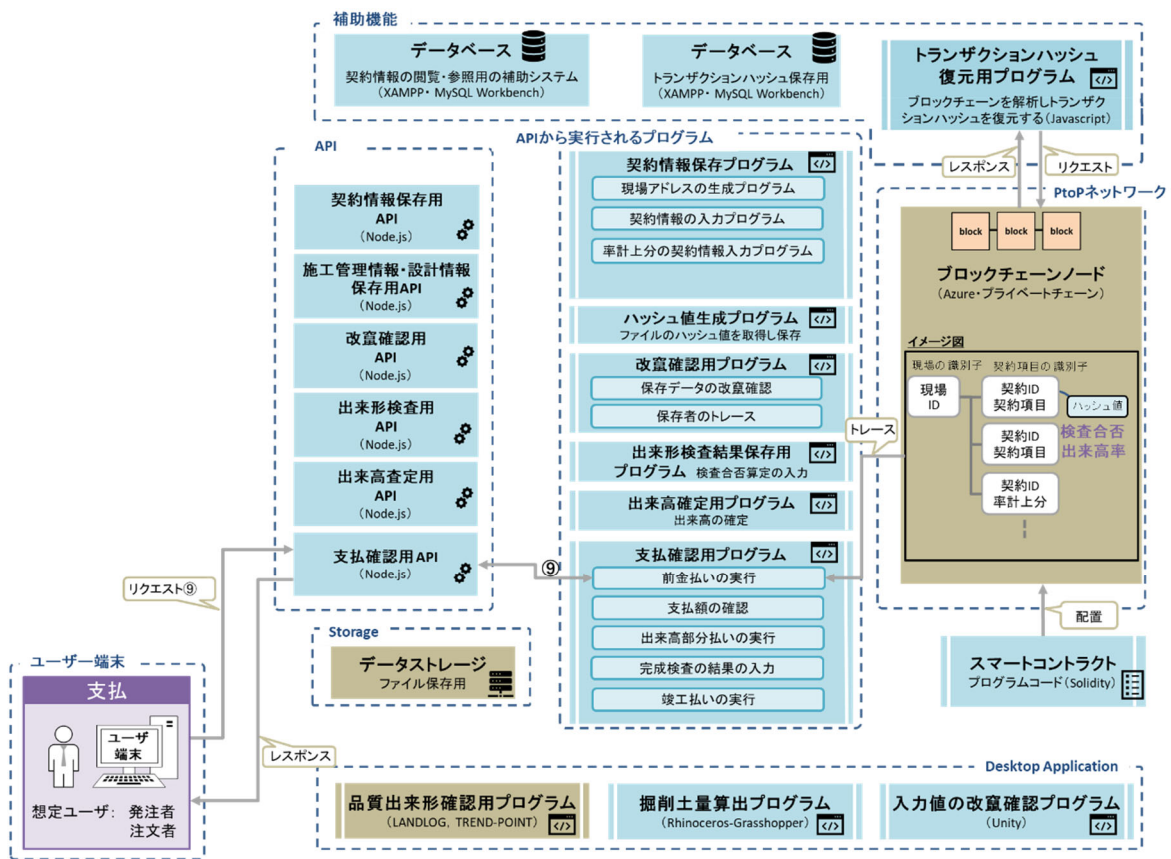 補助機能
データベース
契約情報の閲覧・参照用の補助システム
（XAMPP・ MySQL Workbench）
データベース
トランザクションハッシュ保存用
（XAMPP・ MySQL Workbench）
トランザクションハッシュ
復元用プログラム
ブロックチェーンを解析しトランザ
クションハッシュを復元する（Javascript）
レスポンス
リクエスト
API
契約情報保存用
API
（Node.js）
施工管理情報・設計情報
保存用API
（Node.js）
改竄確認用
API
（Node.js）
出来形検査用
API
（Node.js）
出来高査定用
API
（Node.js）
支払確認用API
（Node.js）
APIから実行されるプログラム
契約情報保存プログラム
現場アドレスの生成プログラム
契約情報の入力プログラム
率計上分の契約情報入力プログラム
ハッシュ値生成プログラム
ファイルのハッシュ値を取得し保存
改竄確認用プログラム
保存データの改竄確認
保存者のトレース
出来形検査結果保存用
プログラム 検査合否算定の入力
出来高確定用プログラム
出来高の確定
支払確認用プログラム
前金払いの実行
支払額の確認
出来高部分払いの実行
完成検査の結果の入力
竣工払いの実行
⑨
トレース
PtoPネットワーク
block
block
block
ブロックチェーンノード
（Azure・プライベートチェーン）
イメージ図
現場の識別子
契約項目の識別子
現場
ID
契約ID
契約項目
ハッシュ値
契約ID
契約項目
検査合否
出来高率
契約ID
率計上分
配置
スマートコントラクト
プログラムコード（Solidity）
リクエスト⑨
Storage
データストレージ
ファイル保存用
ユーザー端末
支払
ユーザ
端末
想定ユーザ： 発注者
注文者
レスポンス
Desktop Application
品質出来形確認用プログラム
（LANDLOG, TREND-POINT）
掘削土量算出プログラム
（Rhinoceros-Grasshopper）
入力値の改竄確認プログラム
（Unity）